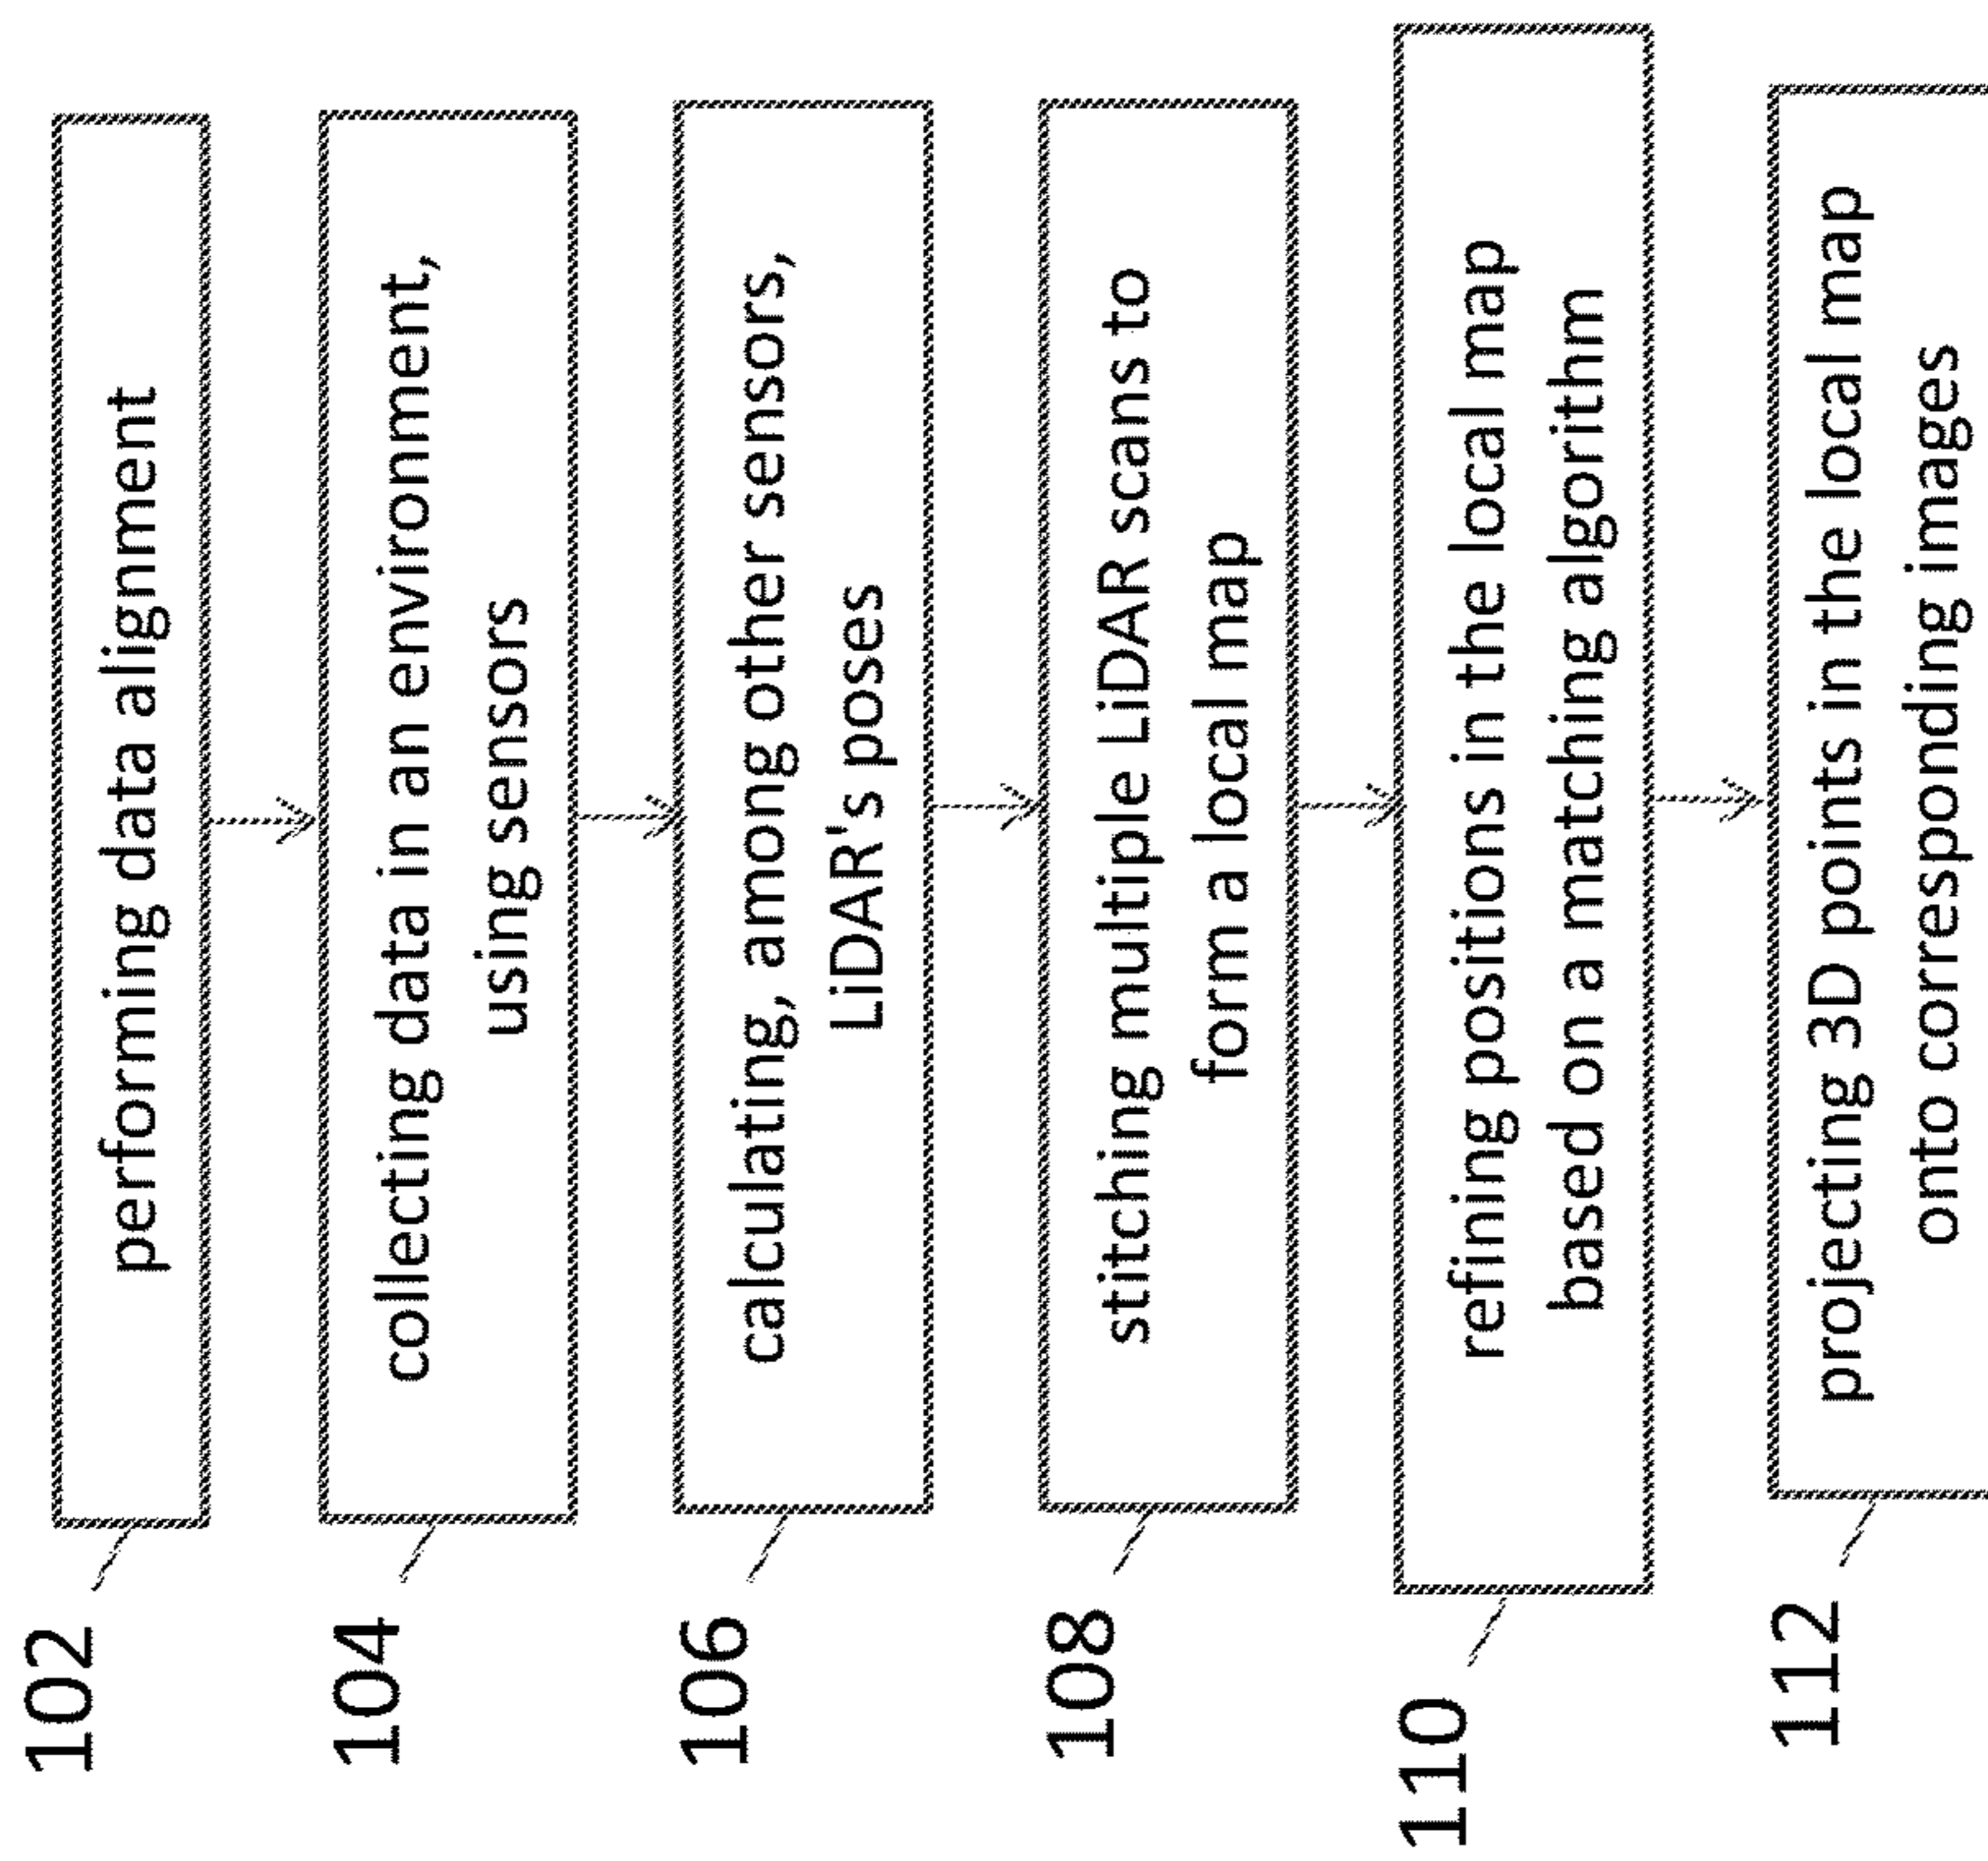 102
performing data alignment
104
collecting data in an environment,
using sensors
106
calculating, among other sensors,
LiDAR's poses
108
stitching multiple LiDAR scans to
form a local map
110
refining positions in the local map
based on a matching algorithm
112
projecting 3D points in the local map
onto corresponding images